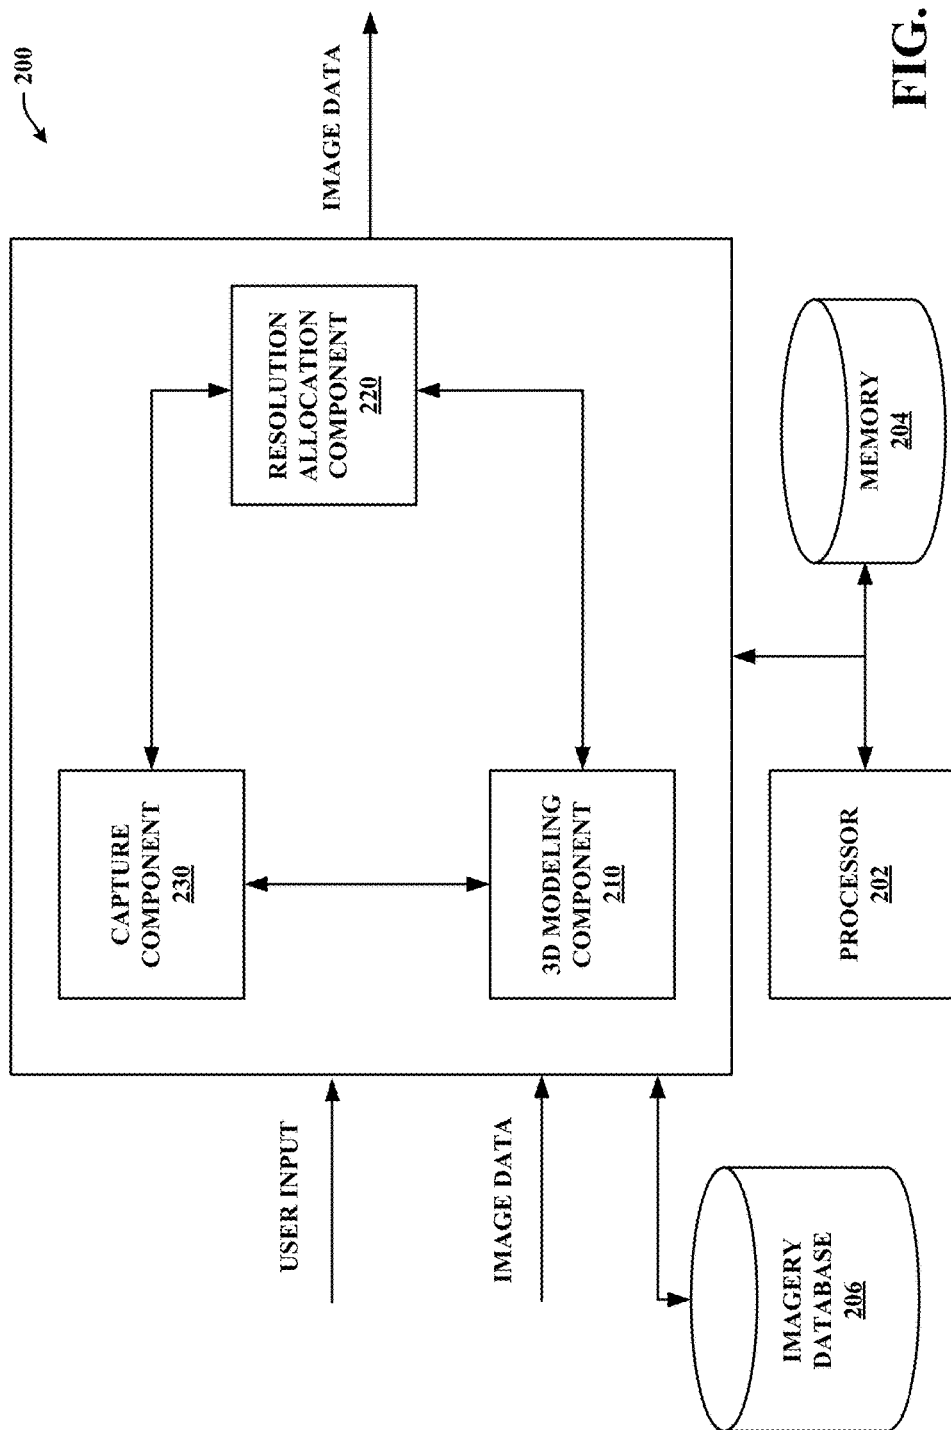 200
USER INPUT
IMAGE DATA
IMAGE DATA
CAPTURE
COMPONENT
230
RESOLUTION
ALLOCATION
COMPONENT
220
3D MODELING
COMPONENT
210
IMAGERY
DATABASE
206
PROCESSOR
202
MEMORY
204
FIG.